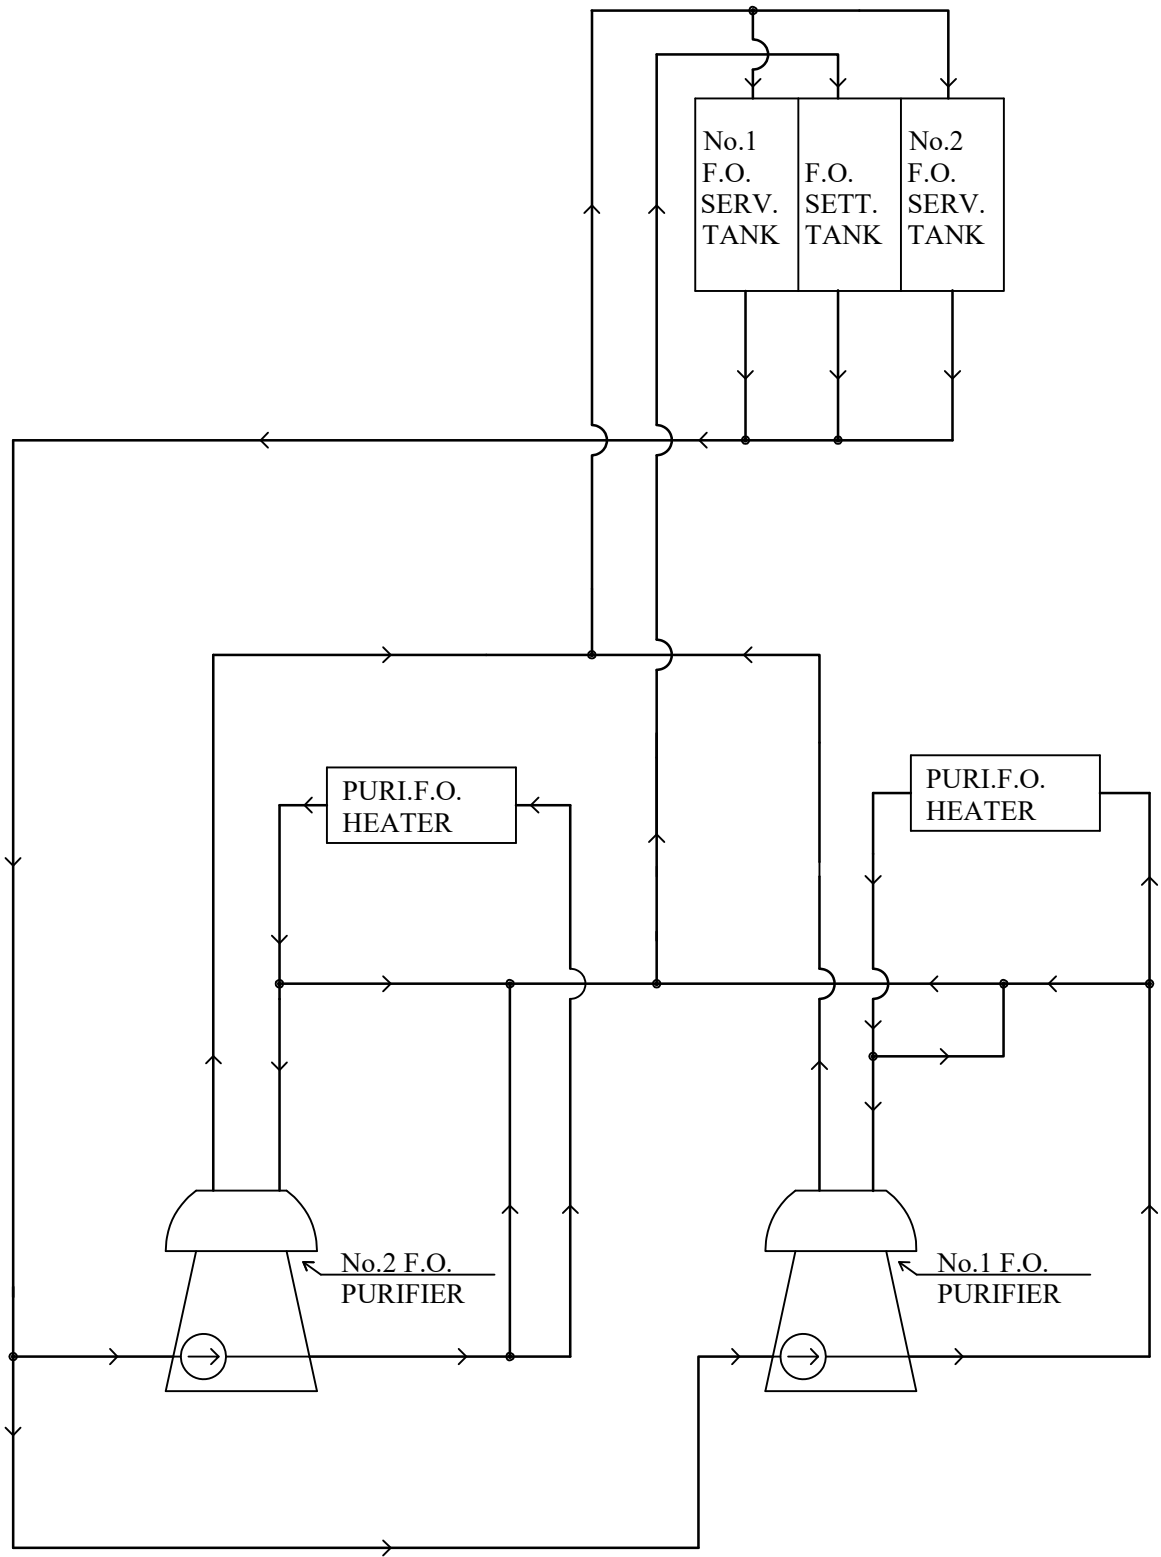 No.1
F.O.
SERV.
TANK
F.O.
SETT.
TANK
No.2
F.O.
SERV.
TANK
PURI.F.O.
HEATER
PURI.F.O.
HEATER
No.2 F.O.
PURIFIER
No.1 F.O.
PURIFIER